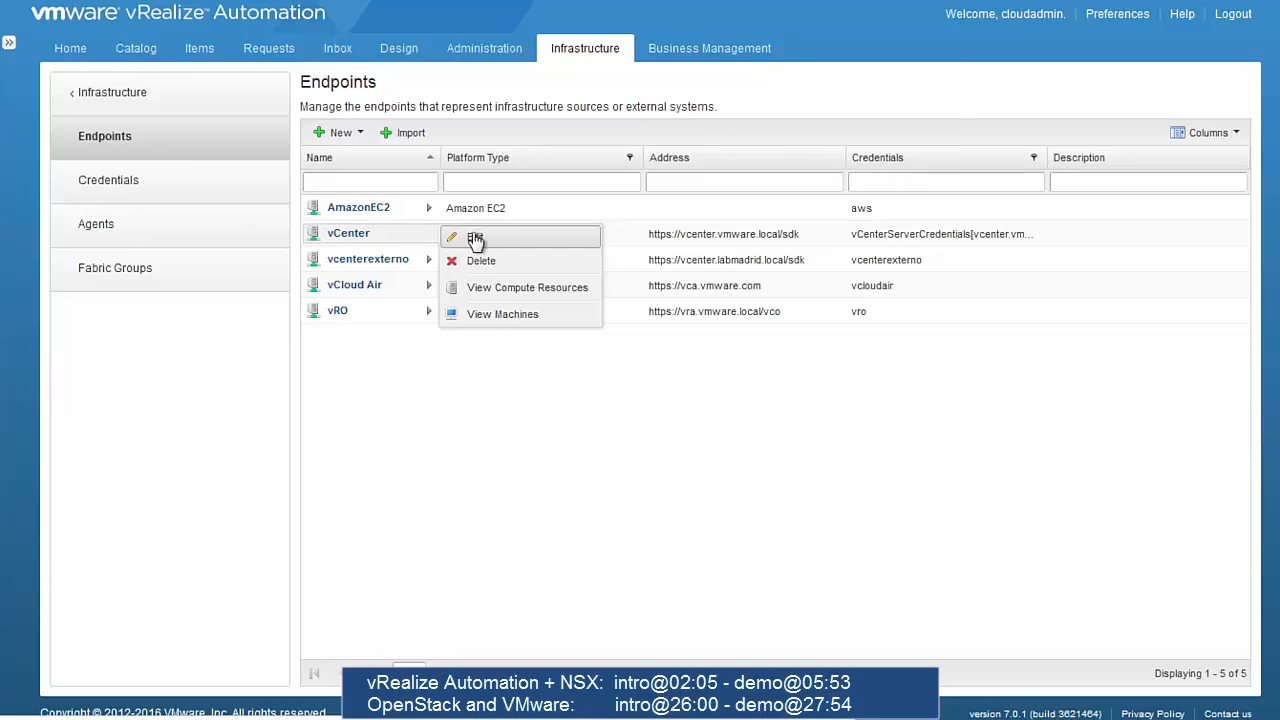 vmware vRealize Automation
Welcome, cloudadmin. | Preferences | Help | Logout
Home Catalog Items Requests Inbox Design Administration Infrastructure Business Management
Infrastructure
Endpoints
Credentials
Agents
Fabric Groups
Endpoints
Manage the endpoints that represent infrastructure sources or external systems.
New Import Columns
Name Platform Type Address Credentials Description
AmazonEC2 Amazon EC2 aws
vCenter https://vcenter.vmware.local/sdk vCenterServerCredentials[vcenter.vm...
vcenterexterno https://vcenter.labmadrid.local/sdk vcenterexterno
vCloud Air https://vca.vmware.com vcloudair
vRO https://vra.vmware.local/vco vro
Delete
View Compute Resources
View Machines
Displaying 1 - 5 of 5
vRealize Automation + NSX: intro@02:05 - demo@05:53
OpenStack and VMware: intro@26:00 - demo@27:54
Copyright © 2012-2016 VMware, Inc. All rights reserved.
version 7.0.1 (build 3621464) | Privacy Policy | Contact us